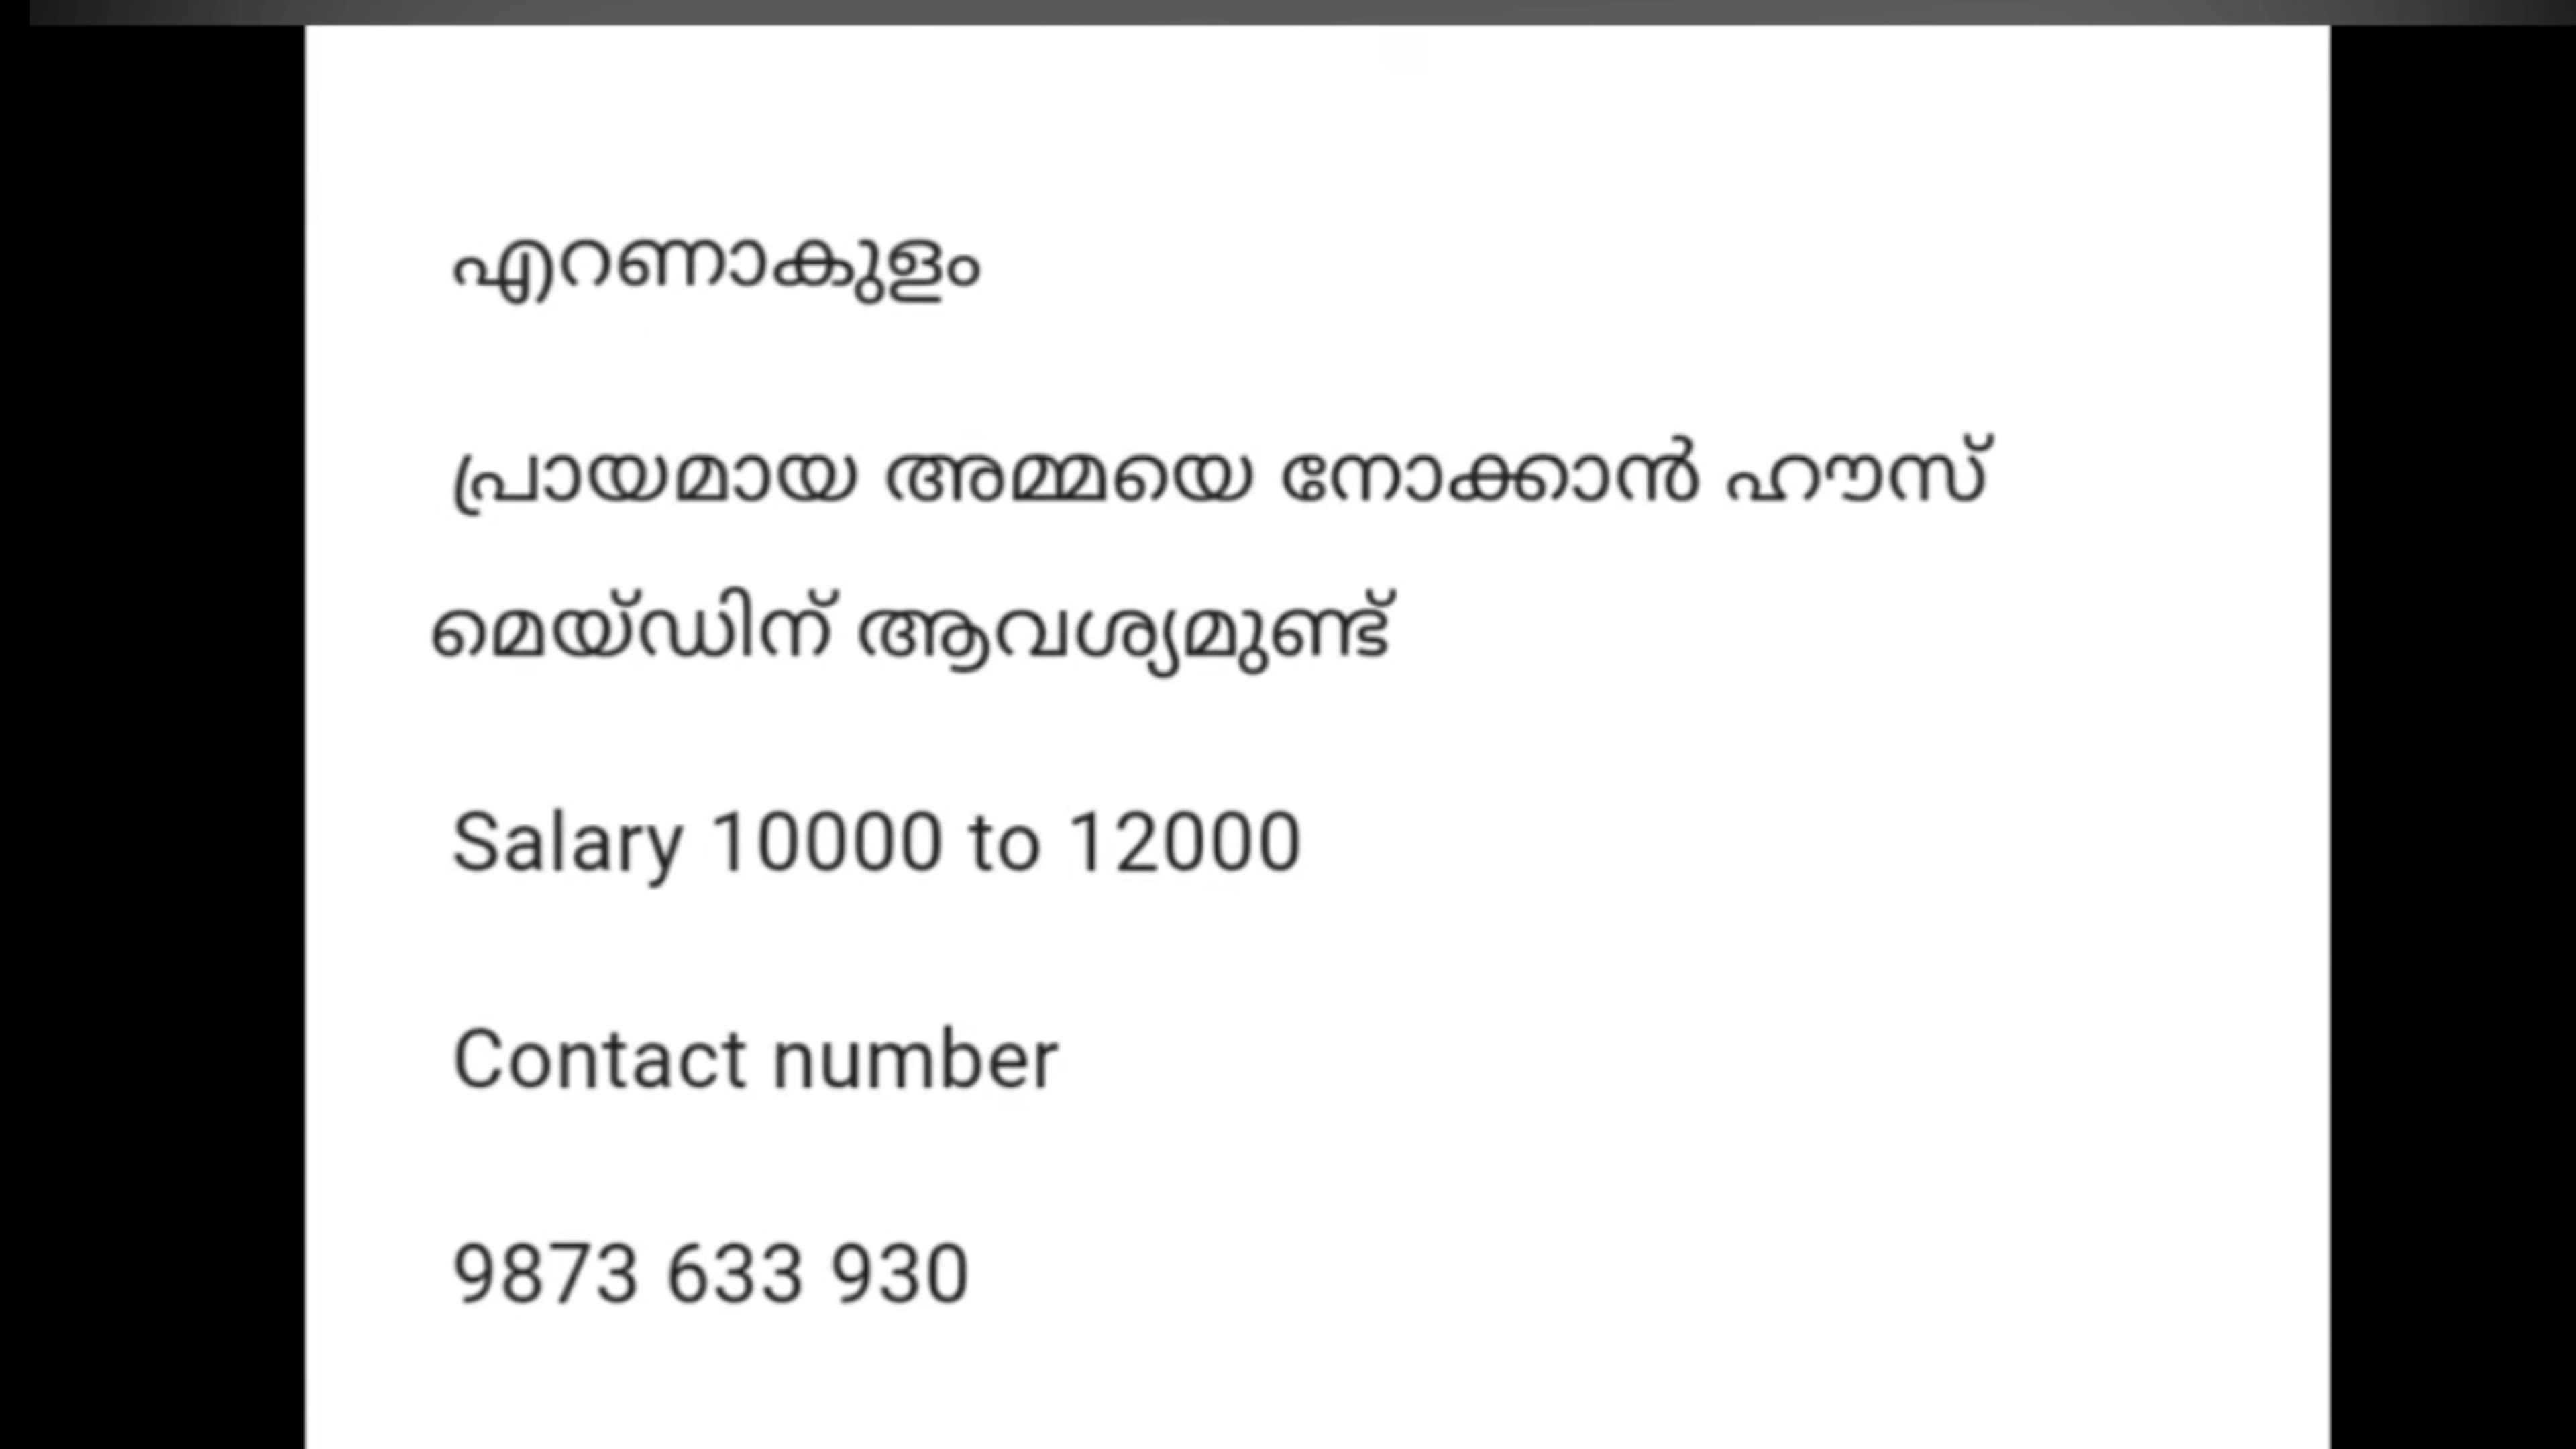 എറണാകുളം
പ്രായമായ അമ്മയെ നോക്കാൻ ഹൗസ്
മെയ്ഡിന് ആവശ്യമുണ്ട്
Salary 10000 to 12000
Contact number
9873 633 930